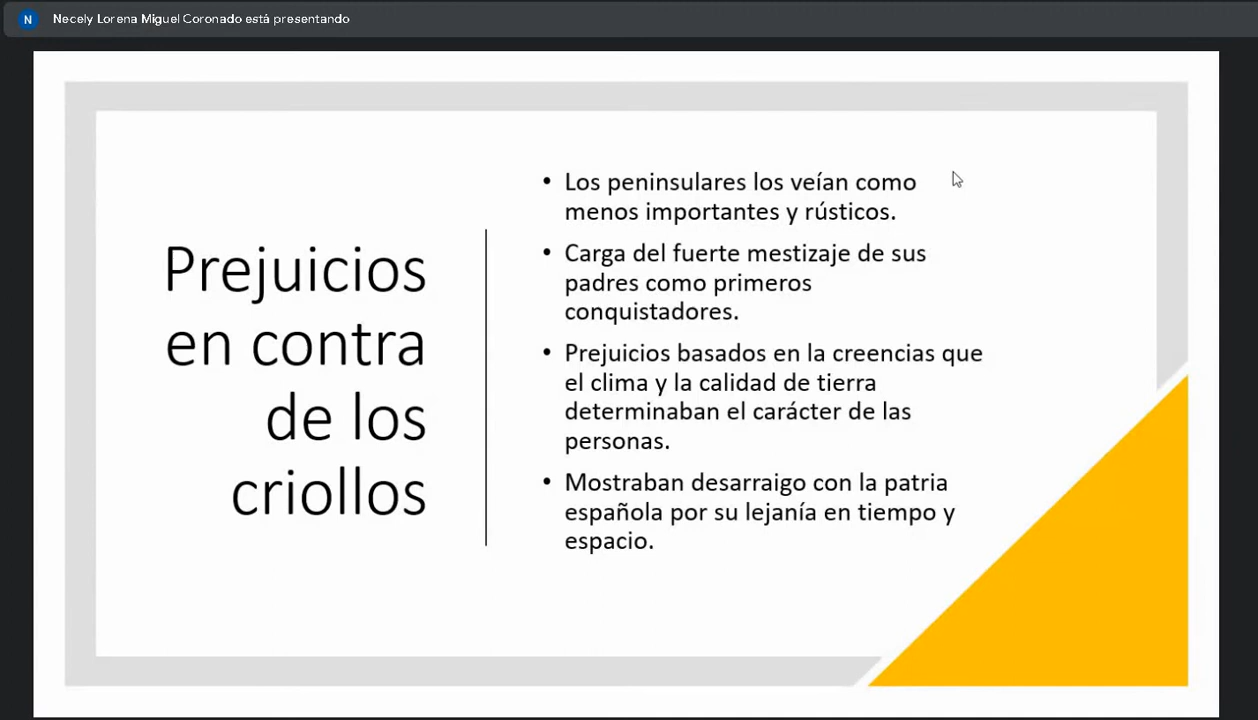 N Necely Lorena Miguel Coronado está presentando
Prejuicios
en contra
de los
criollos
• Los peninsulares los veían como
menos importantes y rústicos.
• Carga del fuerte mestizaje de sus
padres como primeros
conquistadores.
• Prejuicios basados en la creencias que
el clima y la calidad de tierra
determinaban el carácter de las
personas.
• Mostraban desarraigo con la patria
española por su lejanía en tiempo y
espacio.